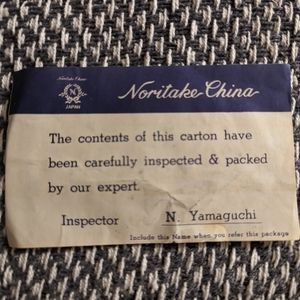 Noritake China
N
JAPAN
Noritake China
The contents of this carton have
been carefully inspected & packed
by our expert.
Inspector N. Yamaguchi
Include this Name when you refer this package